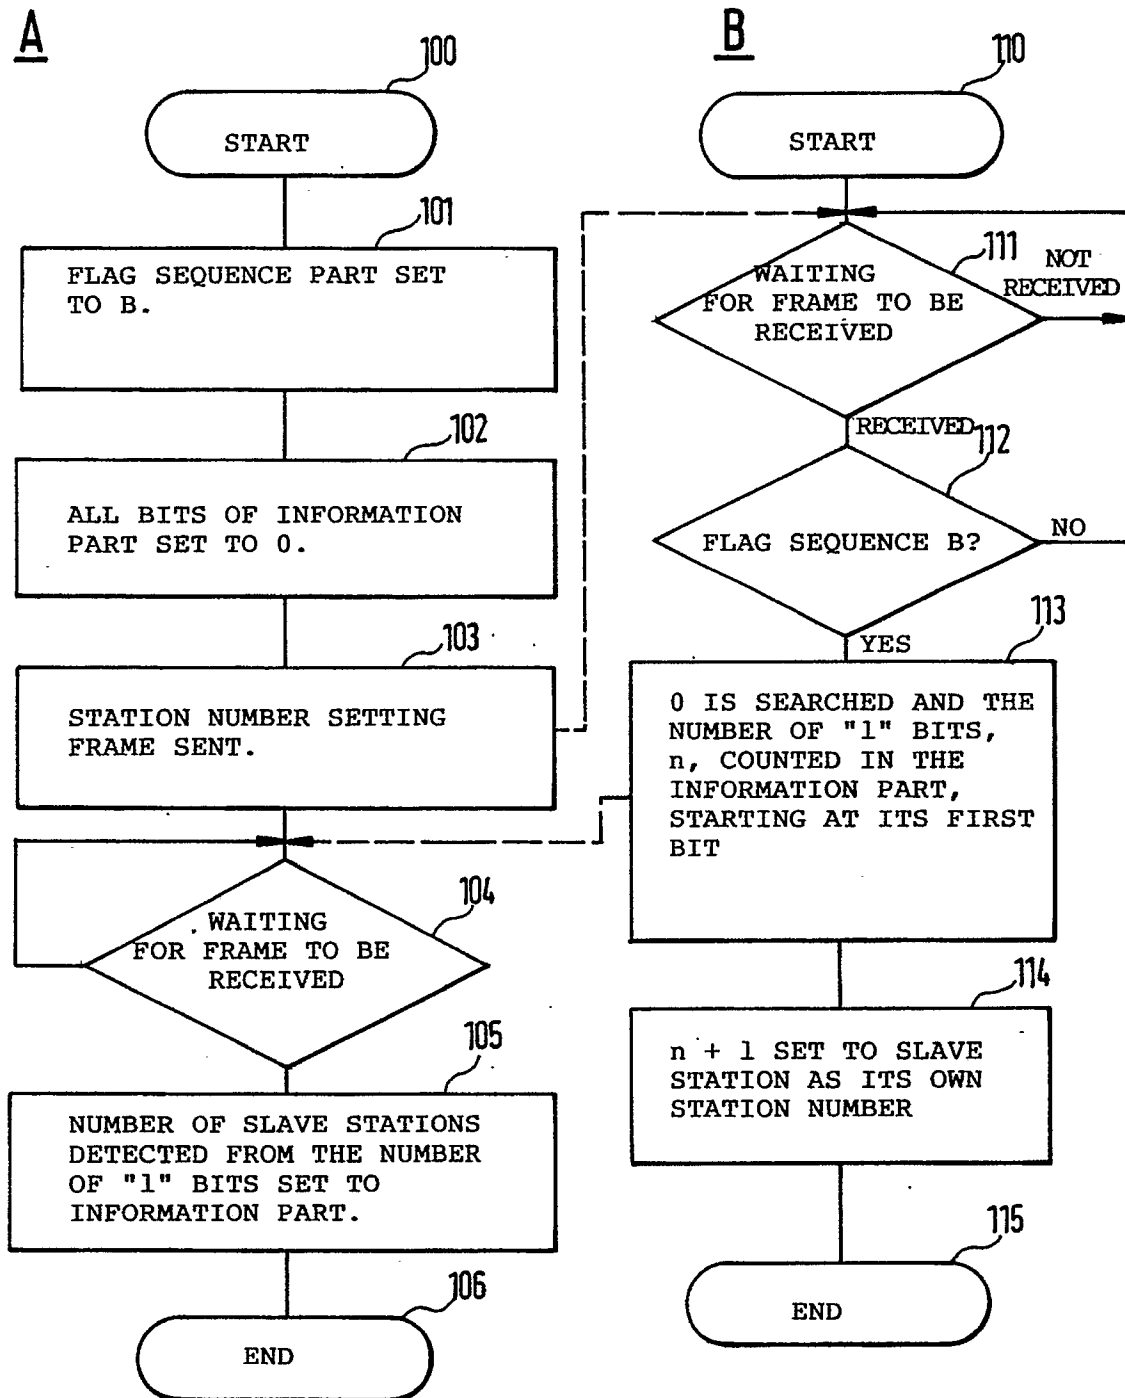 A
100
START
101
FLAG SEQUENCE PART SET
TO B.
102
ALL BITS OF INFORMATION
PART SET TO 0.
103
STATION NUMBER SETTING
FRAME SENT.
104
WAITING
FOR FRAME TO BE
RECEIVED
105
NUMBER OF SLAVE STATIONS
DETECTED FROM THE NUMBER
OF "1" BITS SET TO
INFORMATION PART.
106
END
B
110
START
111
WAITING
FOR FRAME TO BE
RECEIVED
NOT
RECEIVED
RECEIVED
112
FLAG SEQUENCE B?
NO
YES
113
0 IS SEARCHED AND THE
NUMBER OF "1" BITS,
n, COUNTED IN THE
INFORMATION PART,
STARTING AT ITS FIRST
BIT
114
n + 1 SET TO SLAVE
STATION AS ITS OWN
STATION NUMBER
115
END